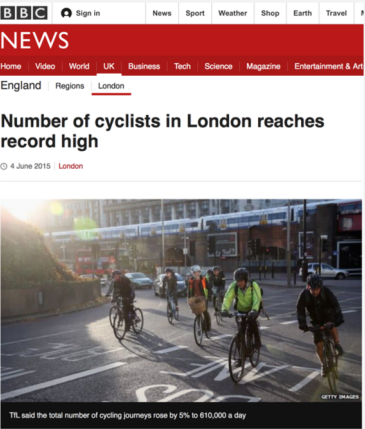 BBC Sign in News Sport Weather Shop Earth Travel
NEWS
Home Video World UK Business Tech Science Magazine Entertainment & Art
England Regions London
Number of cyclists in London reaches
record high
4 June 2015 London
GETTY IMAGES
TfL said the total number of cycling journeys rose by 5% to 610,000 a day